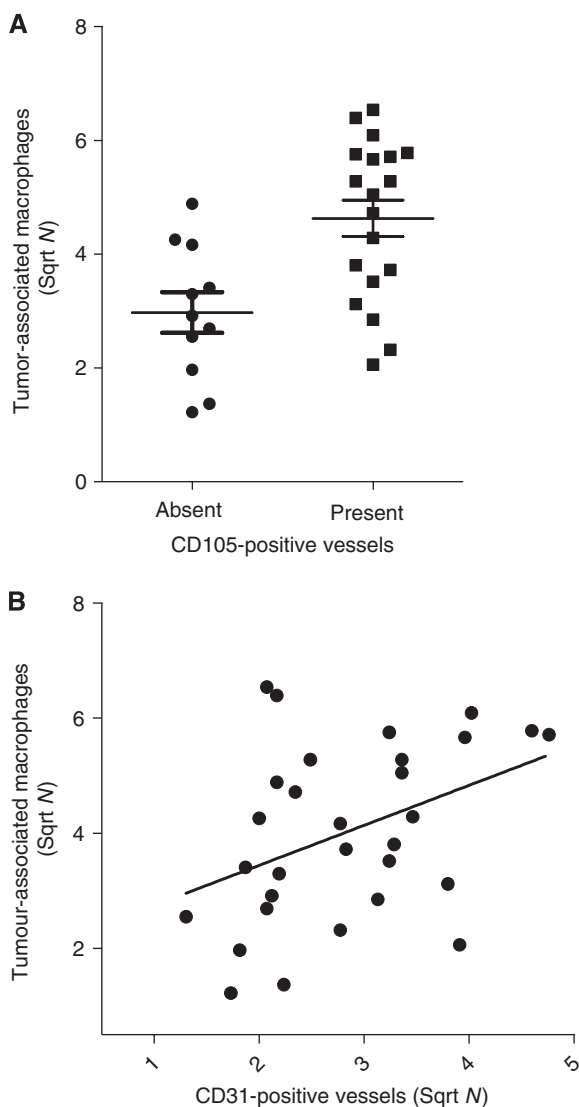 A
8
6
4
2
0
Tumor-associated macrophages
(Sqrt N)
Absent Present
CD105-positive vessels
B
8
6
4
2
Tumour-associated macrophages
(Sqrt N)
1 2 3 4 5
CD31-positive vessels (Sqrt N)